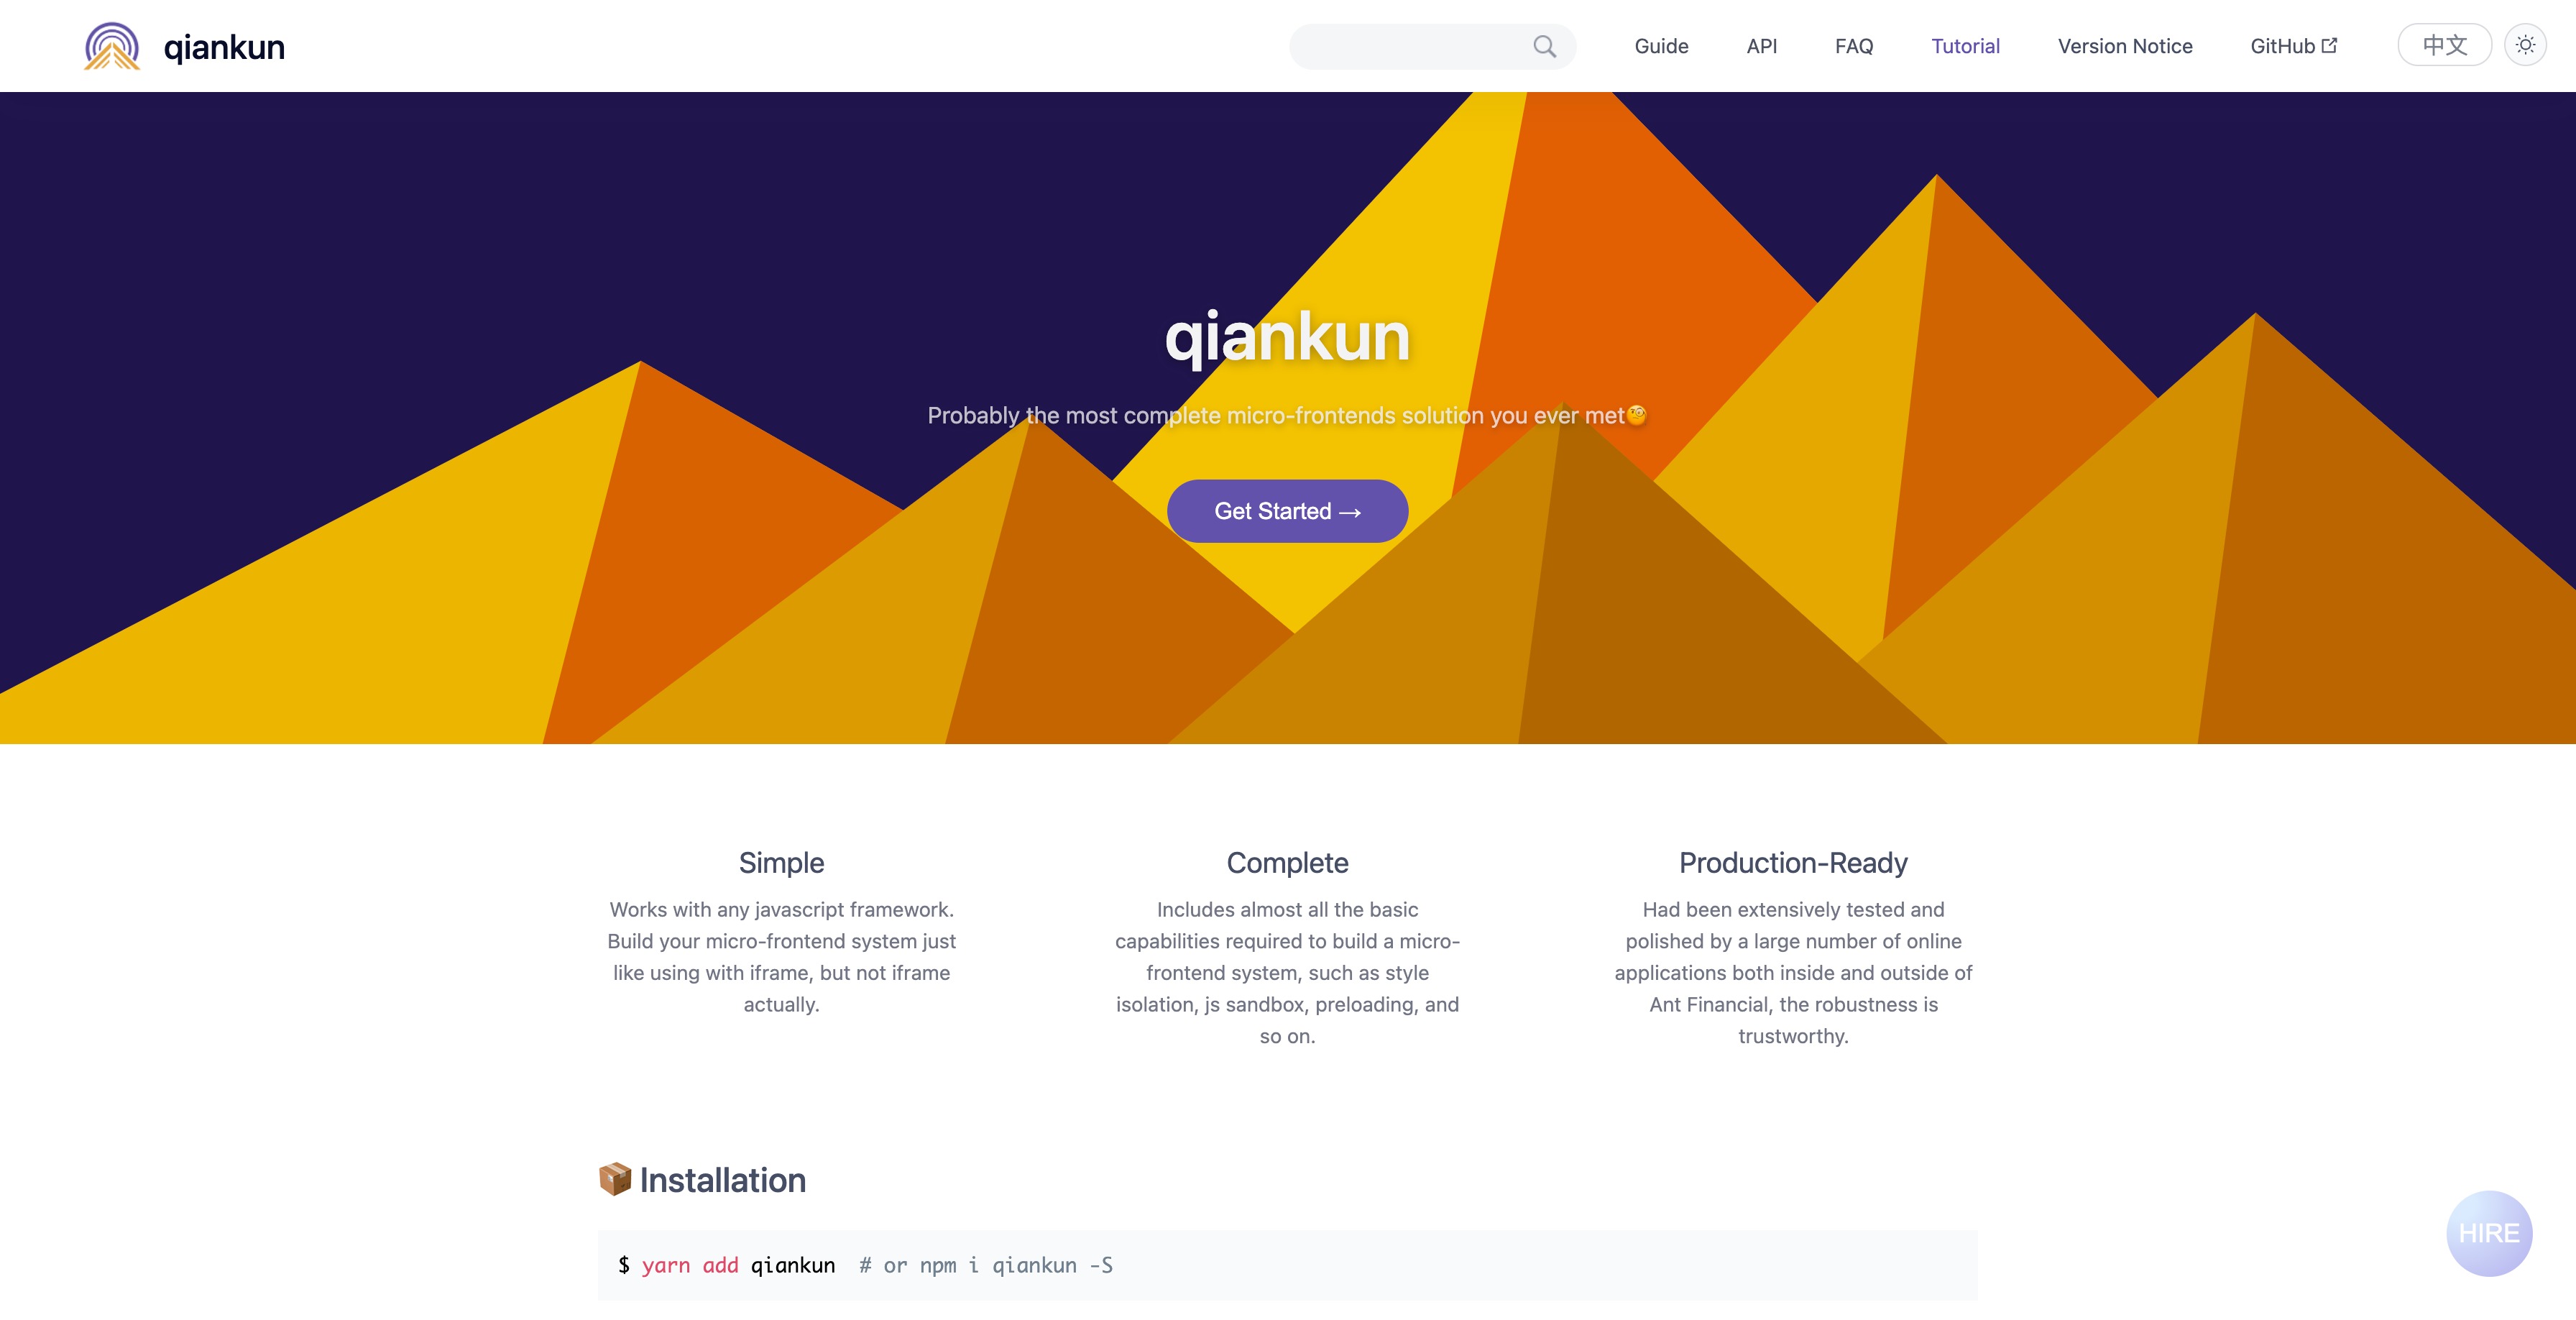 qiankun
Guide
API
FAQ
Tutorial
Version Notice
GitHub
中文
qiankun
Probably the most complete micro-frontends solution you ever met🧐
Get Started →
Simple
Works with any javascript framework.
Build your micro-frontend system just
like using with iframe, but not iframe
actually.
Complete
Includes almost all the basic
capabilities required to build a micro-
frontend system, such as style
isolation, js sandbox, preloading, and
so on.
Production-Ready
Had been extensively tested and
polished by a large number of online
applications both inside and outside of
Ant Financial, the robustness is
trustworthy.
📦 Installation
$ yarn add qiankun  # or npm i qiankun -S
HIRE